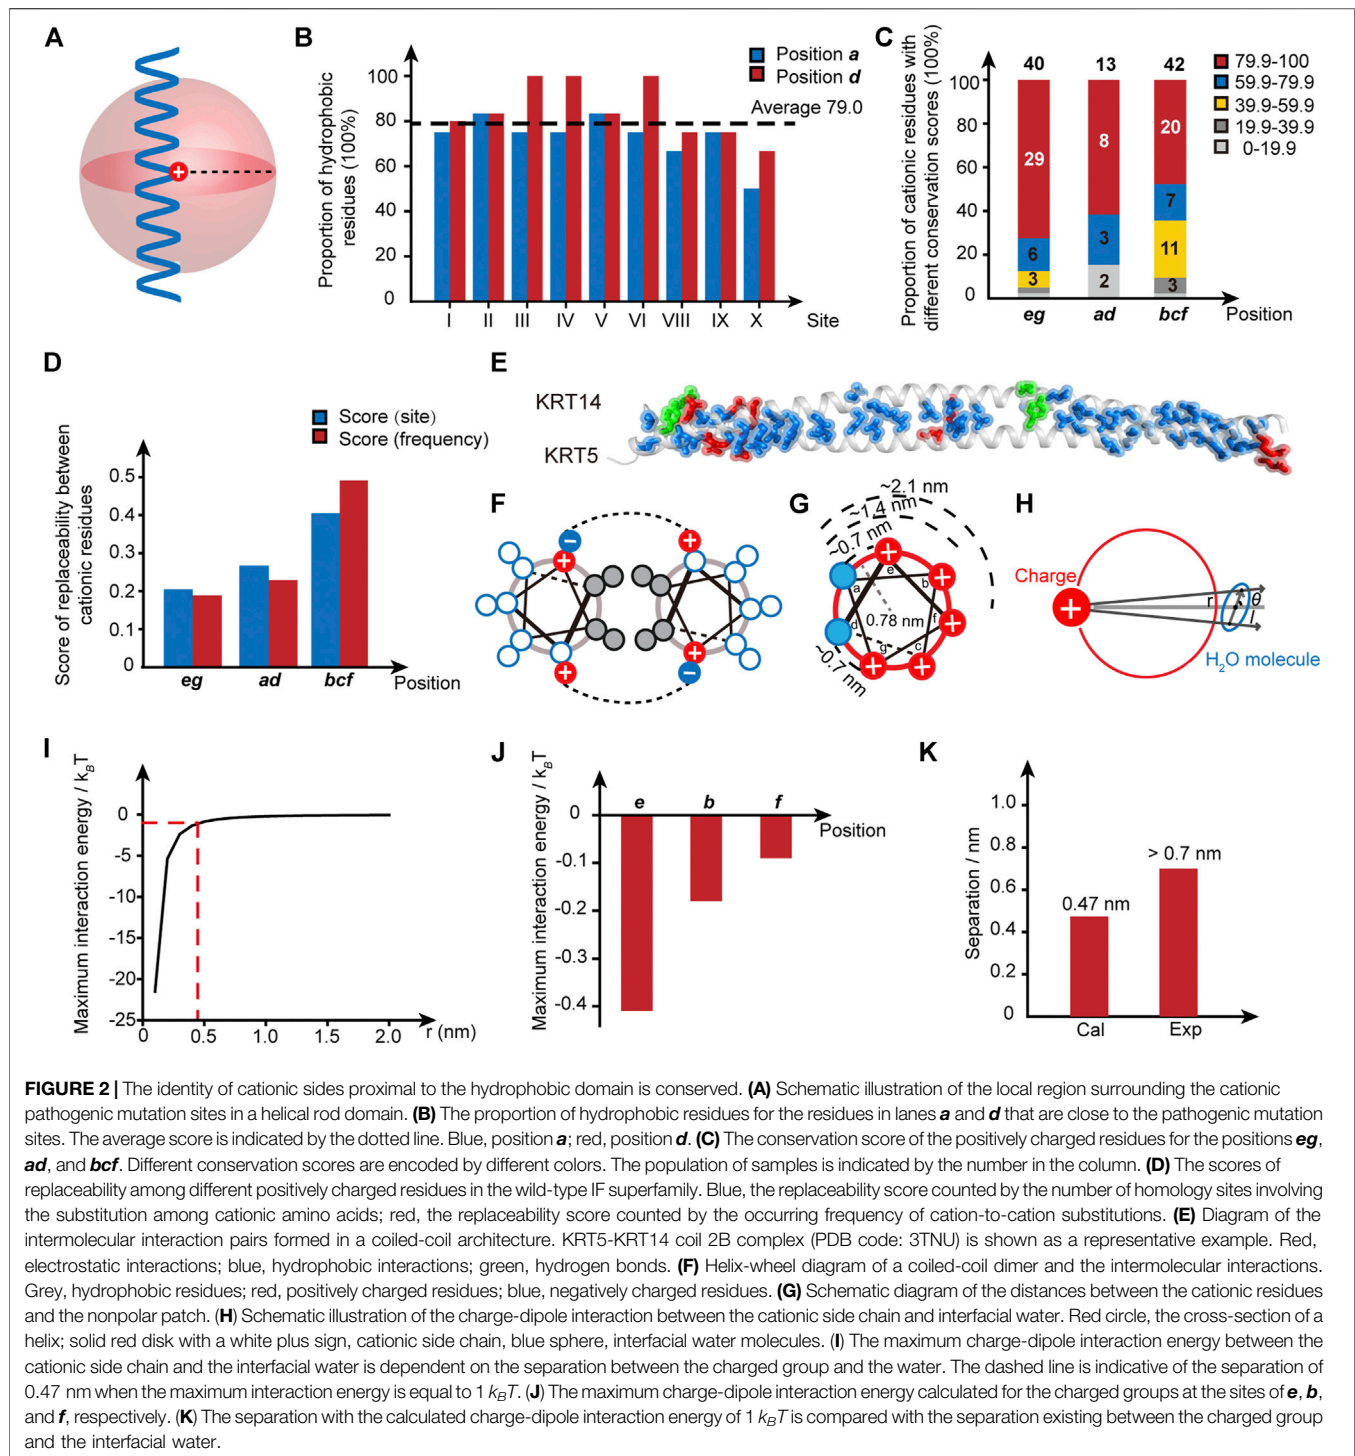 A
+
B
Proportion of hydrophobic
residues (100%)
100
80
60
40
20
0
Position a
Position d
Average 79.0
I II III IV V VI VIII IX X Site
C
Proportion of cationic residues with
different conservation scores (100%)
100
80
60
40
20
0
40 13 42
29 8 20
6 3 7
3 2 11
3
eg ad bcf Position
79.9-100
59.9-79.9
39.9-59.9
19.9-39.9
0-19.9
D
Score of replaceability between
cationic residues
Score (site)
Score (frequency)
0.5
0.4
0.3
0.2
0.1
0
eg ad bcf Position
E
KRT14
KRT5
F
− +
+
+
+ −
G
~2.1 nm
~1.4 nm
~0.7 nm
+ + + + +
e
b
a
f
0.78 nm
d
g c
~0.7 nm
H
Charge
+
r θ
l
H2O molecule
I
Maximum interaction energy / kBT
0
-5
-10
-15
-20
-25
0 0.5 1.0 1.5 2.0 r (nm)
J
Maximum interaction energy / kBT
e b f
Position
0
-0.1
-0.2
-0.3
-0.4
K
Separation / nm
1.0
0.8
0.6
0.4
0.2
0
0.47 nm
> 0.7 nm
Cal Exp
FIGURE 2 | The identity of cationic sides proximal to the hydrophobic domain is conserved. (A) Schematic illustration of the local region surrounding the cationic
pathogenic mutation sites in a helical rod domain. (B) The proportion of hydrophobic residues for the residues in lanes a and d that are close to the pathogenic mutation
sites. The average score is indicated by the dotted line. Blue, position a; red, position d. (C) The conservation score of the positively charged residues for the positions eg,
ad, and bcf. Different conservation scores are encoded by different colors. The population of samples is indicated by the number in the column. (D) The scores of
replaceability among different positively charged residues in the wild-type IF superfamily. Blue, the replaceability score counted by the number of homology sites involving
the substitution among cationic amino acids; red, the replaceability score counted by the occurring frequency of cation-to-cation substitutions. (E) Diagram of the
intermolecular interaction pairs formed in a coiled-coil architecture. KRT5-KRT14 coil 2B complex (PDB code: 3TNU) is shown as a representative example. Red,
electrostatic interactions; blue, hydrophobic interactions; green, hydrogen bonds. (F) Helix-wheel diagram of a coiled-coil dimer and the intermolecular interactions.
Grey, hydrophobic residues; red, positively charged residues; blue, negatively charged residues. (G) Schematic diagram of the distances between the cationic residues
and the nonpolar patch. (H) Schematic illustration of the charge-dipole interaction between the cationic side chain and interfacial water. Red circle, the cross-section of a
helix; solid red disk with a white plus sign, cationic side chain, blue sphere, interfacial water molecules. (I) The maximum charge-dipole interaction energy between the
cationic side chain and the interfacial water is dependent on the separation between the charged group and the water. The dashed line is indicative of the separation of
0.47 nm when the maximum interaction energy is equal to 1 kBT. (J) The maximum charge-dipole interaction energy calculated for the charged groups at the sites of e, b,
and f, respectively. (K) The separation with the calculated charge-dipole interaction energy of 1 kBT is compared with the separation existing between the charged group
and the interfacial water.